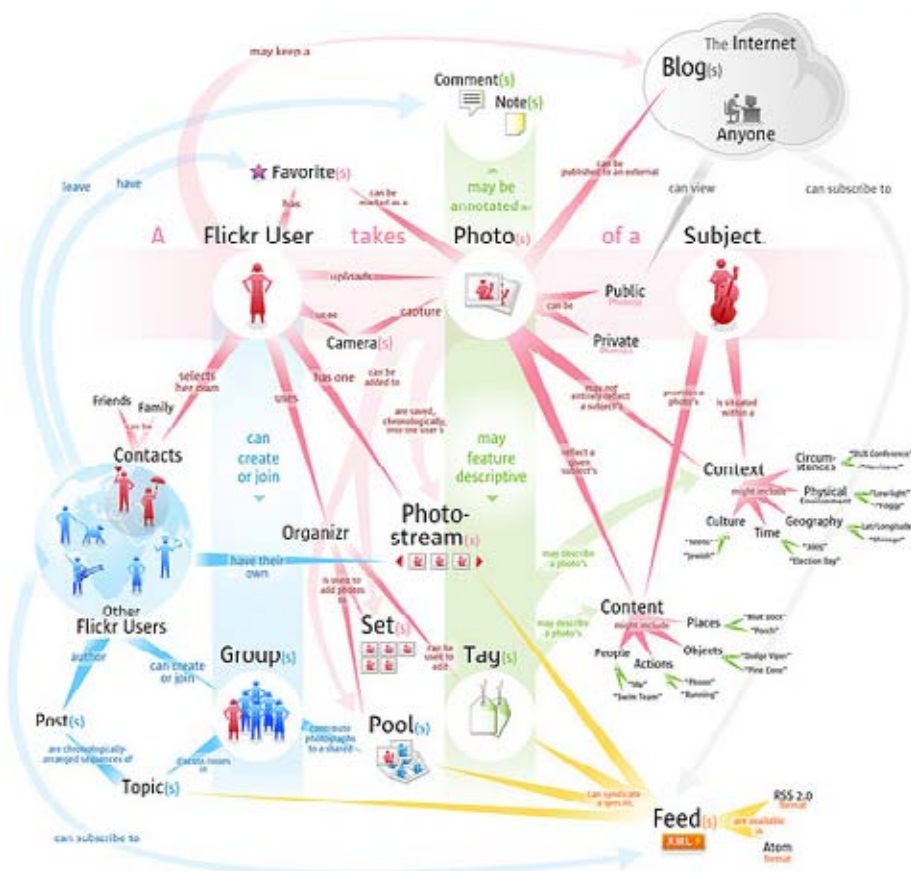 The Internet
Blog(s)
Anyone
may keep a
Comment(s)
Note(s)
leave
have
Favorite(s)
has
can be
marked as a
may be
annotated
can be
published to an external
can view
can subscribe to
A Flickr User takes Photo(s) of a Subject
uploads
uses
capture
Camera(s)
can be
Public
Private
selects
her own
uses
has one
can be
added to
are saved,
chronologically,
into one user's
may not
entirely reflect
a subject's
provides a
photo's
is situated
within a
reflect a
given
subject's
Friends
Family
can be
Contacts
can
create
or join
may
feature
descriptive
Context
might include
Circum-
stances
"DUX Conference"
Physical
Environment
"Lowlight"
"Foggy"
Culture
Time
Geography
Lat/Longitude
"Jewish"
"Election Day"
Organizr
Photo-
stream(s)
have their
own
is used to
add photos
to
may describe
a photo's
Other
Flickr Users
author
can create
or join
Group(s)
Set(s)
can be
used to
edit
Tay(s)
may describe
a photo's
Content
might include
Places
"Porch"
Objects
"Dodge Viper"
"Pine Cone"
People
Actions
"Me"
"Swim Team"
"Running"
Post(s)
are chronologically-
arranged sequences of
discuss issues
in
contribute
photographs
to a shared
Pool(s)
Topic(s)
can syndicate
a specific
can subscribe to
Feed(s)
XML
are available
in
RSS 2.0
format
Atom
format